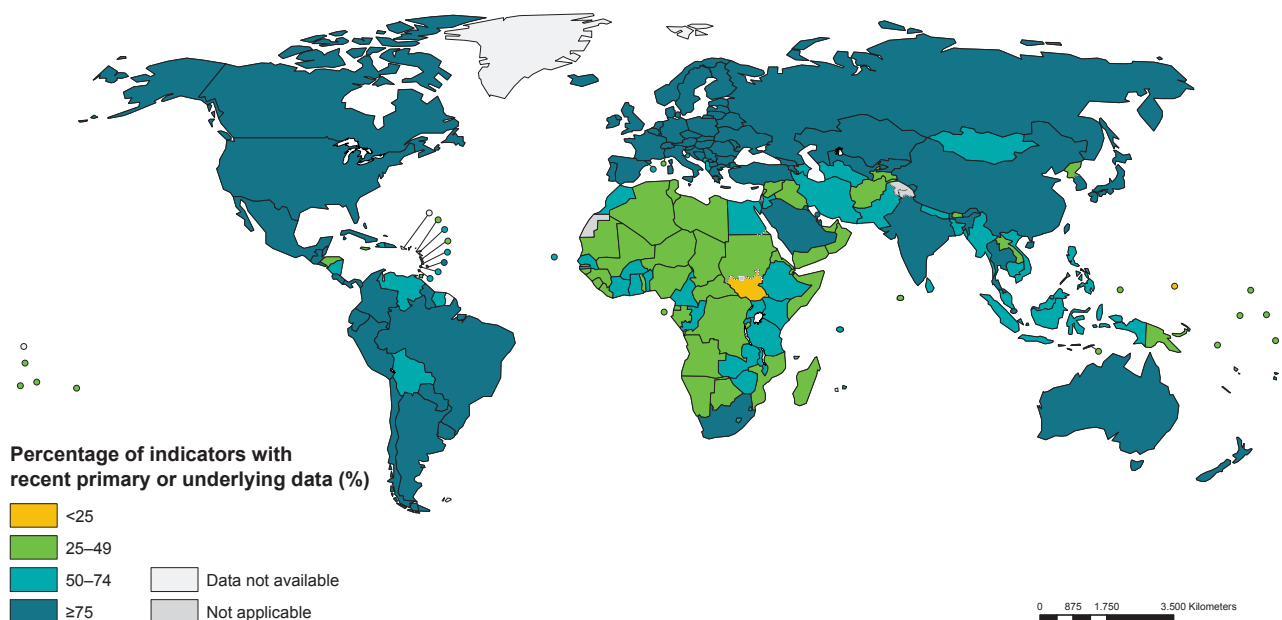 Percentage of indicators with
recent primary or underlying data (%)
<25
25–49
50–74
≥75
Data not available
Not applicable
0 875 1.750 3.500 Kilometers